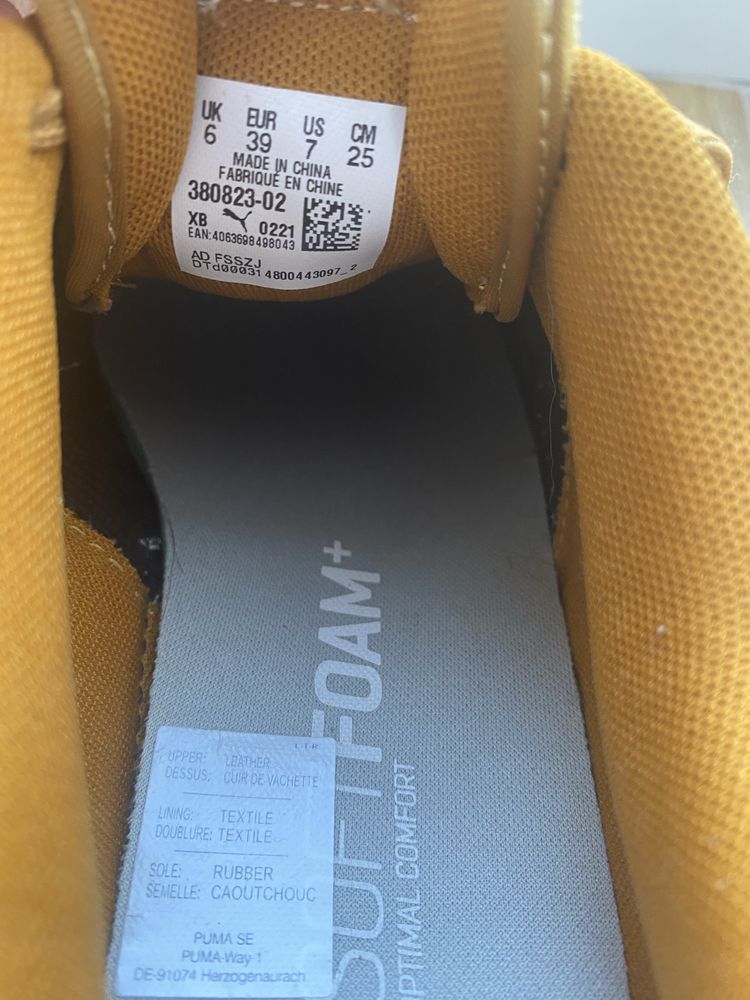 UK EUR US CM
6 39 7 25
MADE IN CHINA
FABRIQUÉ EN CHINE
380823-02
XB 0221
EAN:4063698498043
AD FSSZJ
DTd000314800443097_2
SOFTFOAM+
OPTIMAL COMFORT
UPPER: LEATHER
DESSUS: CUIR DE VACHETTE
LINING: TEXTILE
DOUBLURE: TEXTILE
SOLE: RUBBER
SEMELLE: CAOUTCHOUC
PUMA SE
PUMA-Way 1
DE-91074 Herzogenaurach